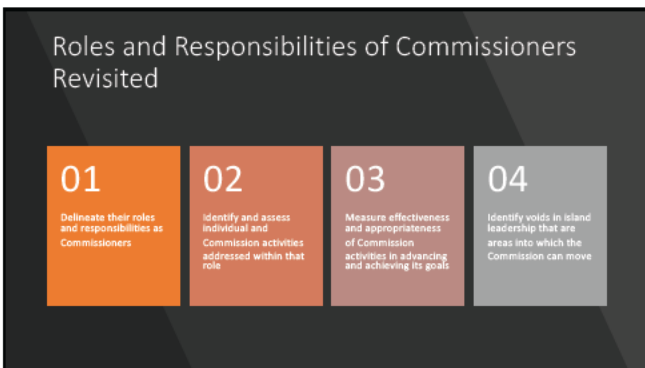 Roles and Responsibilities of Commissioners
Revisited
01
Delineate their roles
and responsibilities as
Commissioners
02
Identify and assess
individual and
Commission activities
addressed within that
role
03
Measure effectiveness
and appropriateness
of Commission
activities in advancing
and achieving its goals
04
Identify voids in island
leadership that are
areas into which the
Commission can move